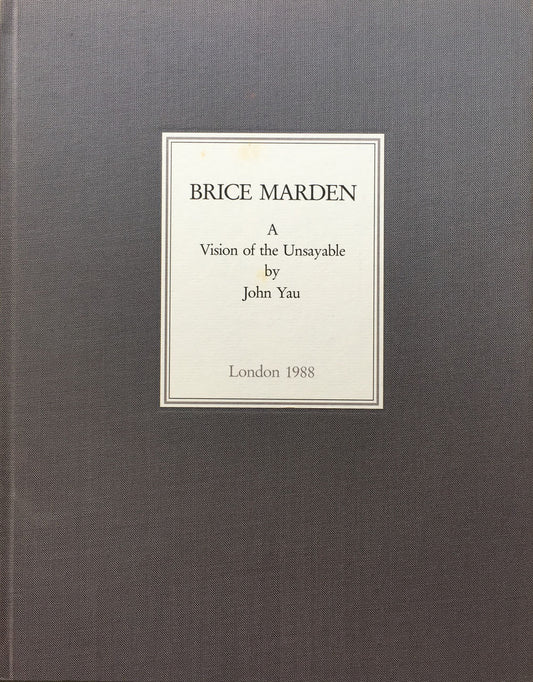 BRICE MARDEN
A
Vision of the Unsayable
by
John Yau
London 1988